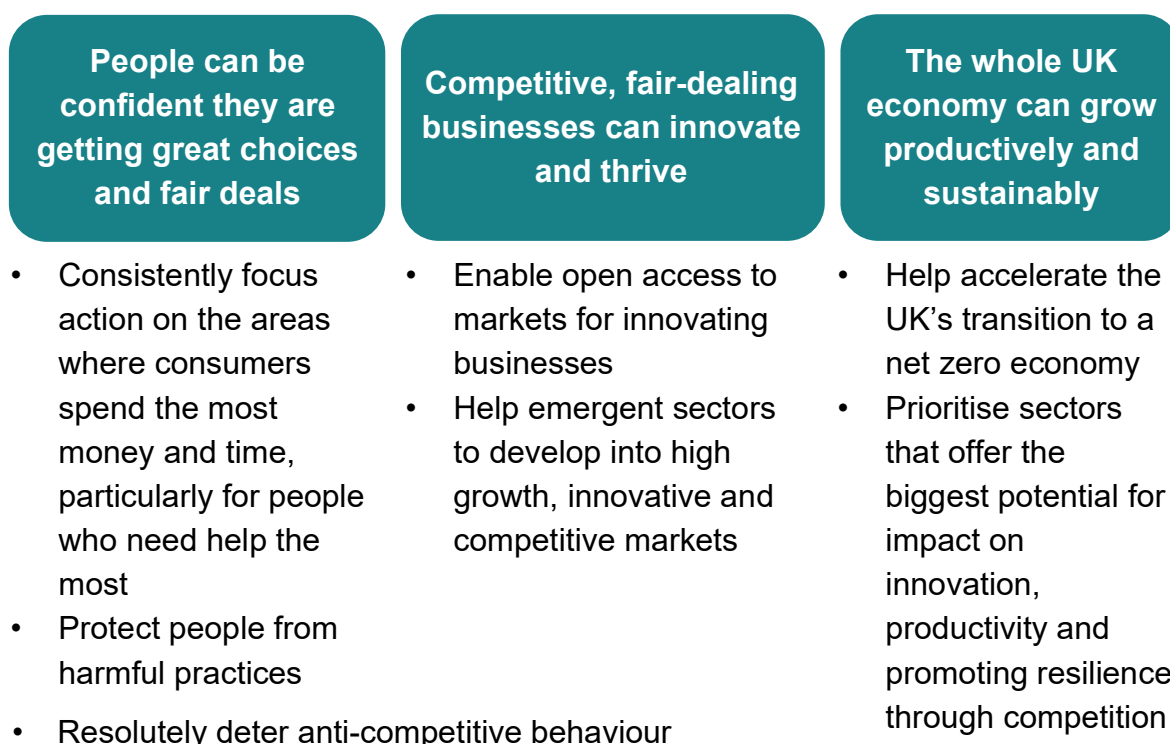 People can be
confident they are
getting great choices
and fair deals
• Consistently focus
action on the areas
where consumers
spend the most
money and time,
particularly for people
who need help the
most
• Protect people from
harmful practices
Competitive, fair-dealing
businesses can innovate
and thrive
• Enable open access to
markets for innovating
businesses
• Help emergent sectors
to develop into high
growth, innovative and
competitive markets
• Resolutely deter anti-competitive behaviour
The whole UK
economy can grow
productively and
sustainably
• Help accelerate the
UK’s transition to a
net zero economy
• Prioritise sectors
that offer the
biggest potential for
impact on
innovation,
productivity and
promoting resilience
through competition